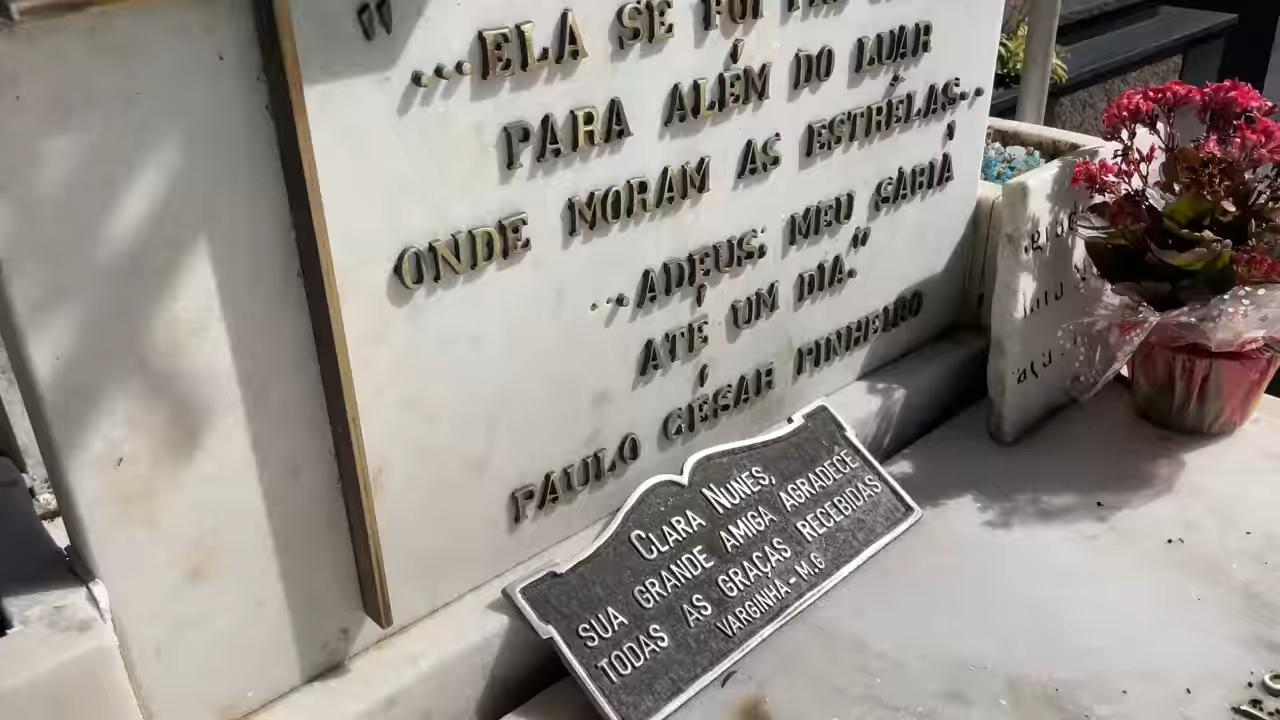 "
...ELA SE FOI
PARA ALÉM DO LUAR
ONDE MORAM AS ESTRÊLAS..
...ADEUS: MEU SABIÁ
ATÉ UM DIA."
PAULO CÉSAR PINHEIRO
CLARA NUNES,
SUA GRANDE AMIGA AGRADECE
TODAS AS GRAÇAS RECEBIDAS
VARGINHA - M.G